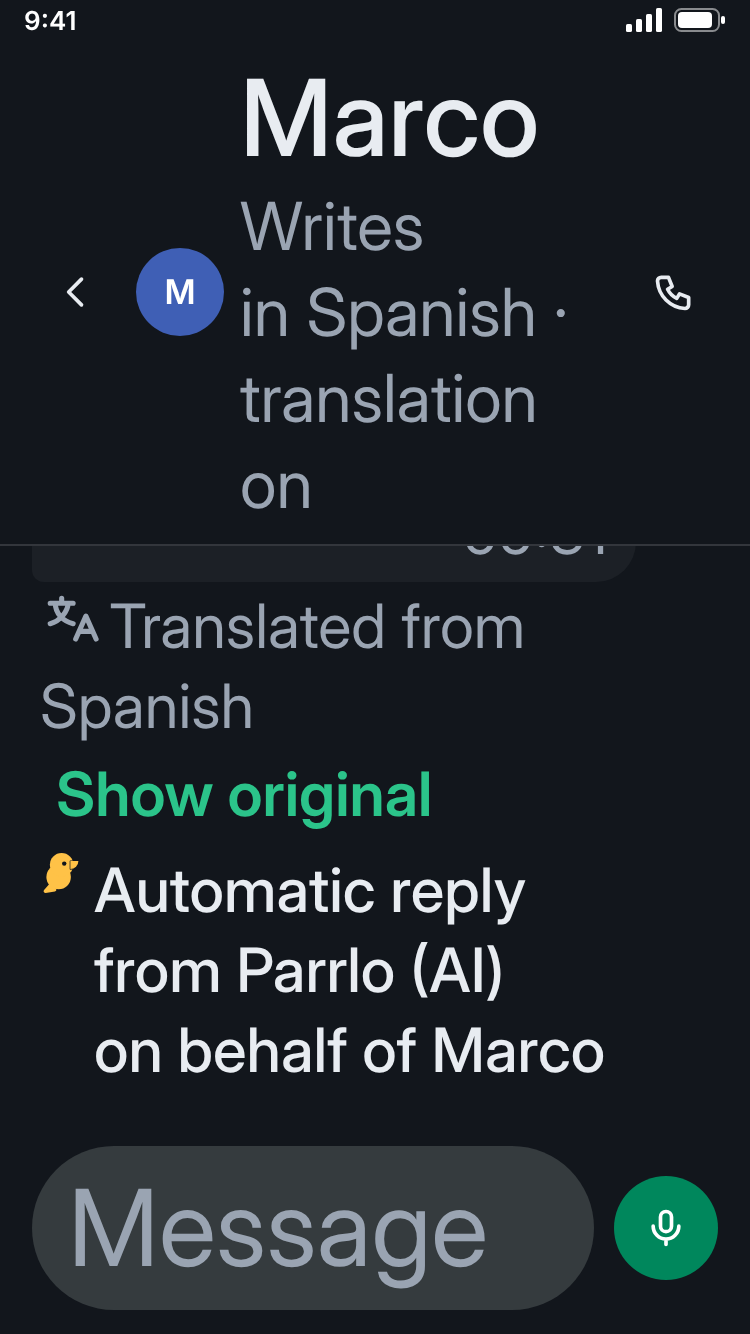 9:41
Marco
Writes
in Spanish ·
translation
on
M
Translated from
Spanish
Show original
Automatic reply
from Parrlo (AI)
on behalf of Marco
Message